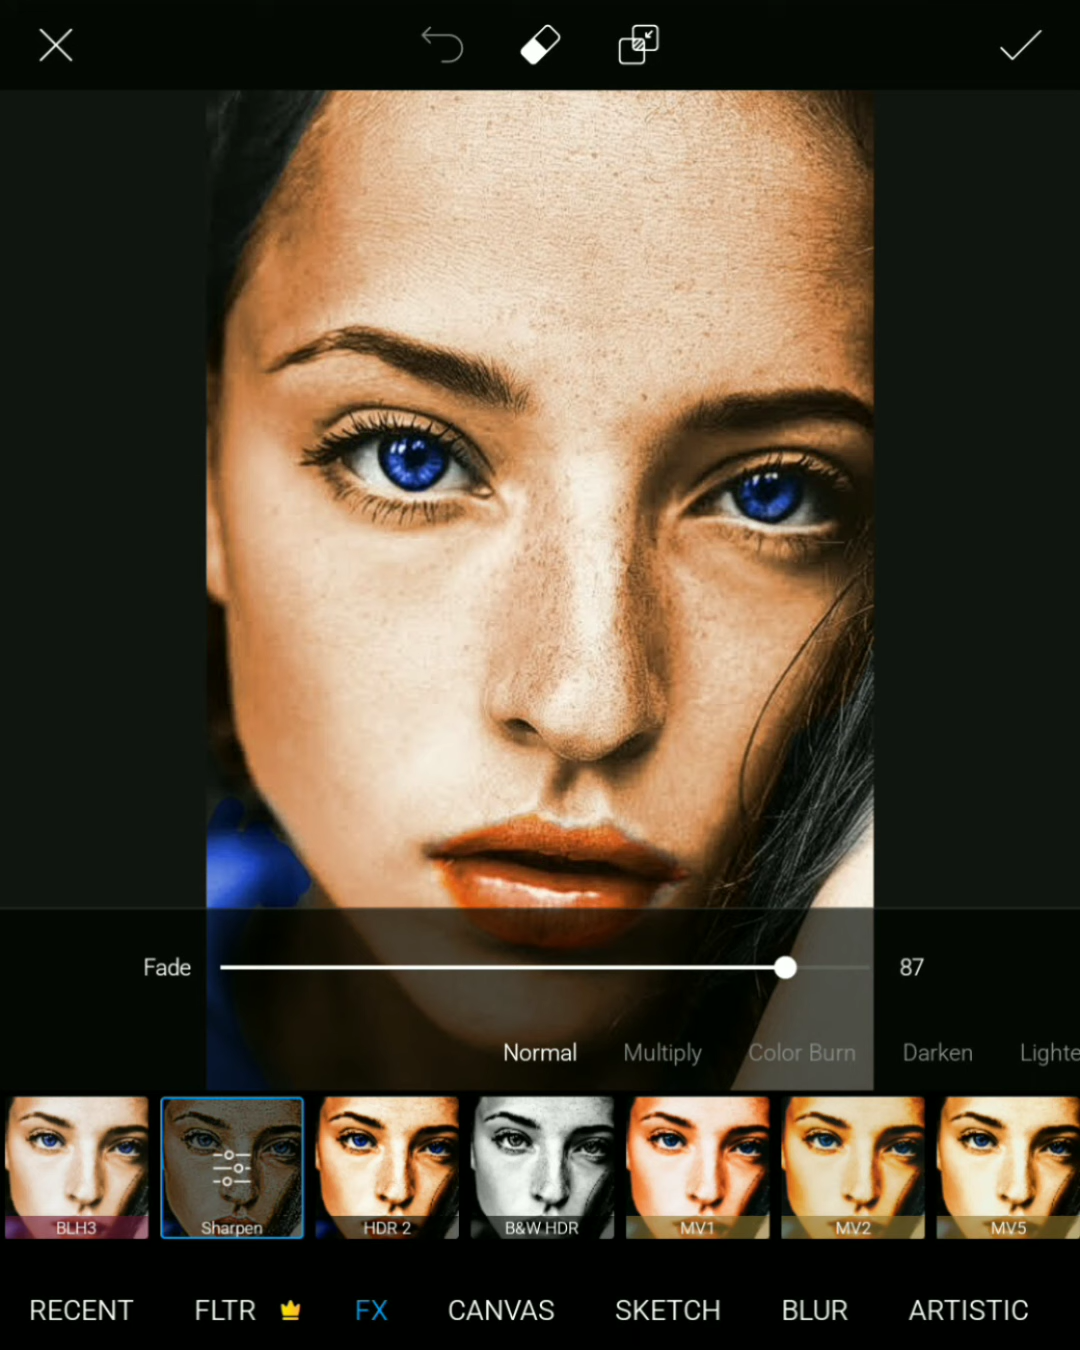 Fade 87
Normal Multiply Color Burn Darken Lighte
BLH3 Sharpen HDR 2 B&W HDR MV1 MV2 MV5
RECENT FLTR FX CANVAS SKETCH BLUR ARTISTIC